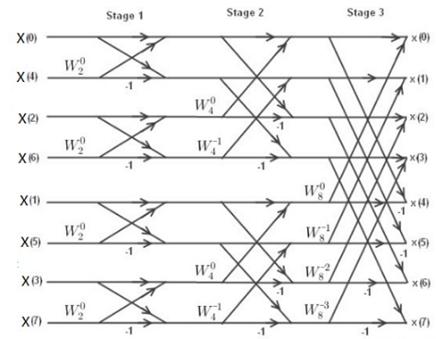 Stage 1 Stage 2 Stage 3
X(0) x(0)
W_2^0
X(4) -1 x(1)
W_4^0
X(2) -1 x(2)
W_2^0 W_4^{-1}
X(6) -1 -1 x(3)
W_8^0
X(1) x(4)
W_2^0 W_8^{-1} -1
X(5) -1 x(5)
W_4^0 W_8^{-2} -1
X(3) -1 x(6)
W_2^0 W_4^{-1} W_8^{-3} -1
X(7) -1 -1 -1 x(7)